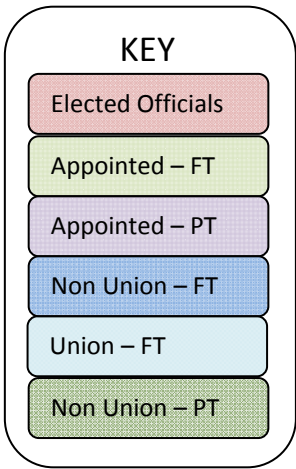 KEY
Elected Officials
Appointed – FT
Appointed – PT
Non Union – FT
Union – FT
Non Union – PT